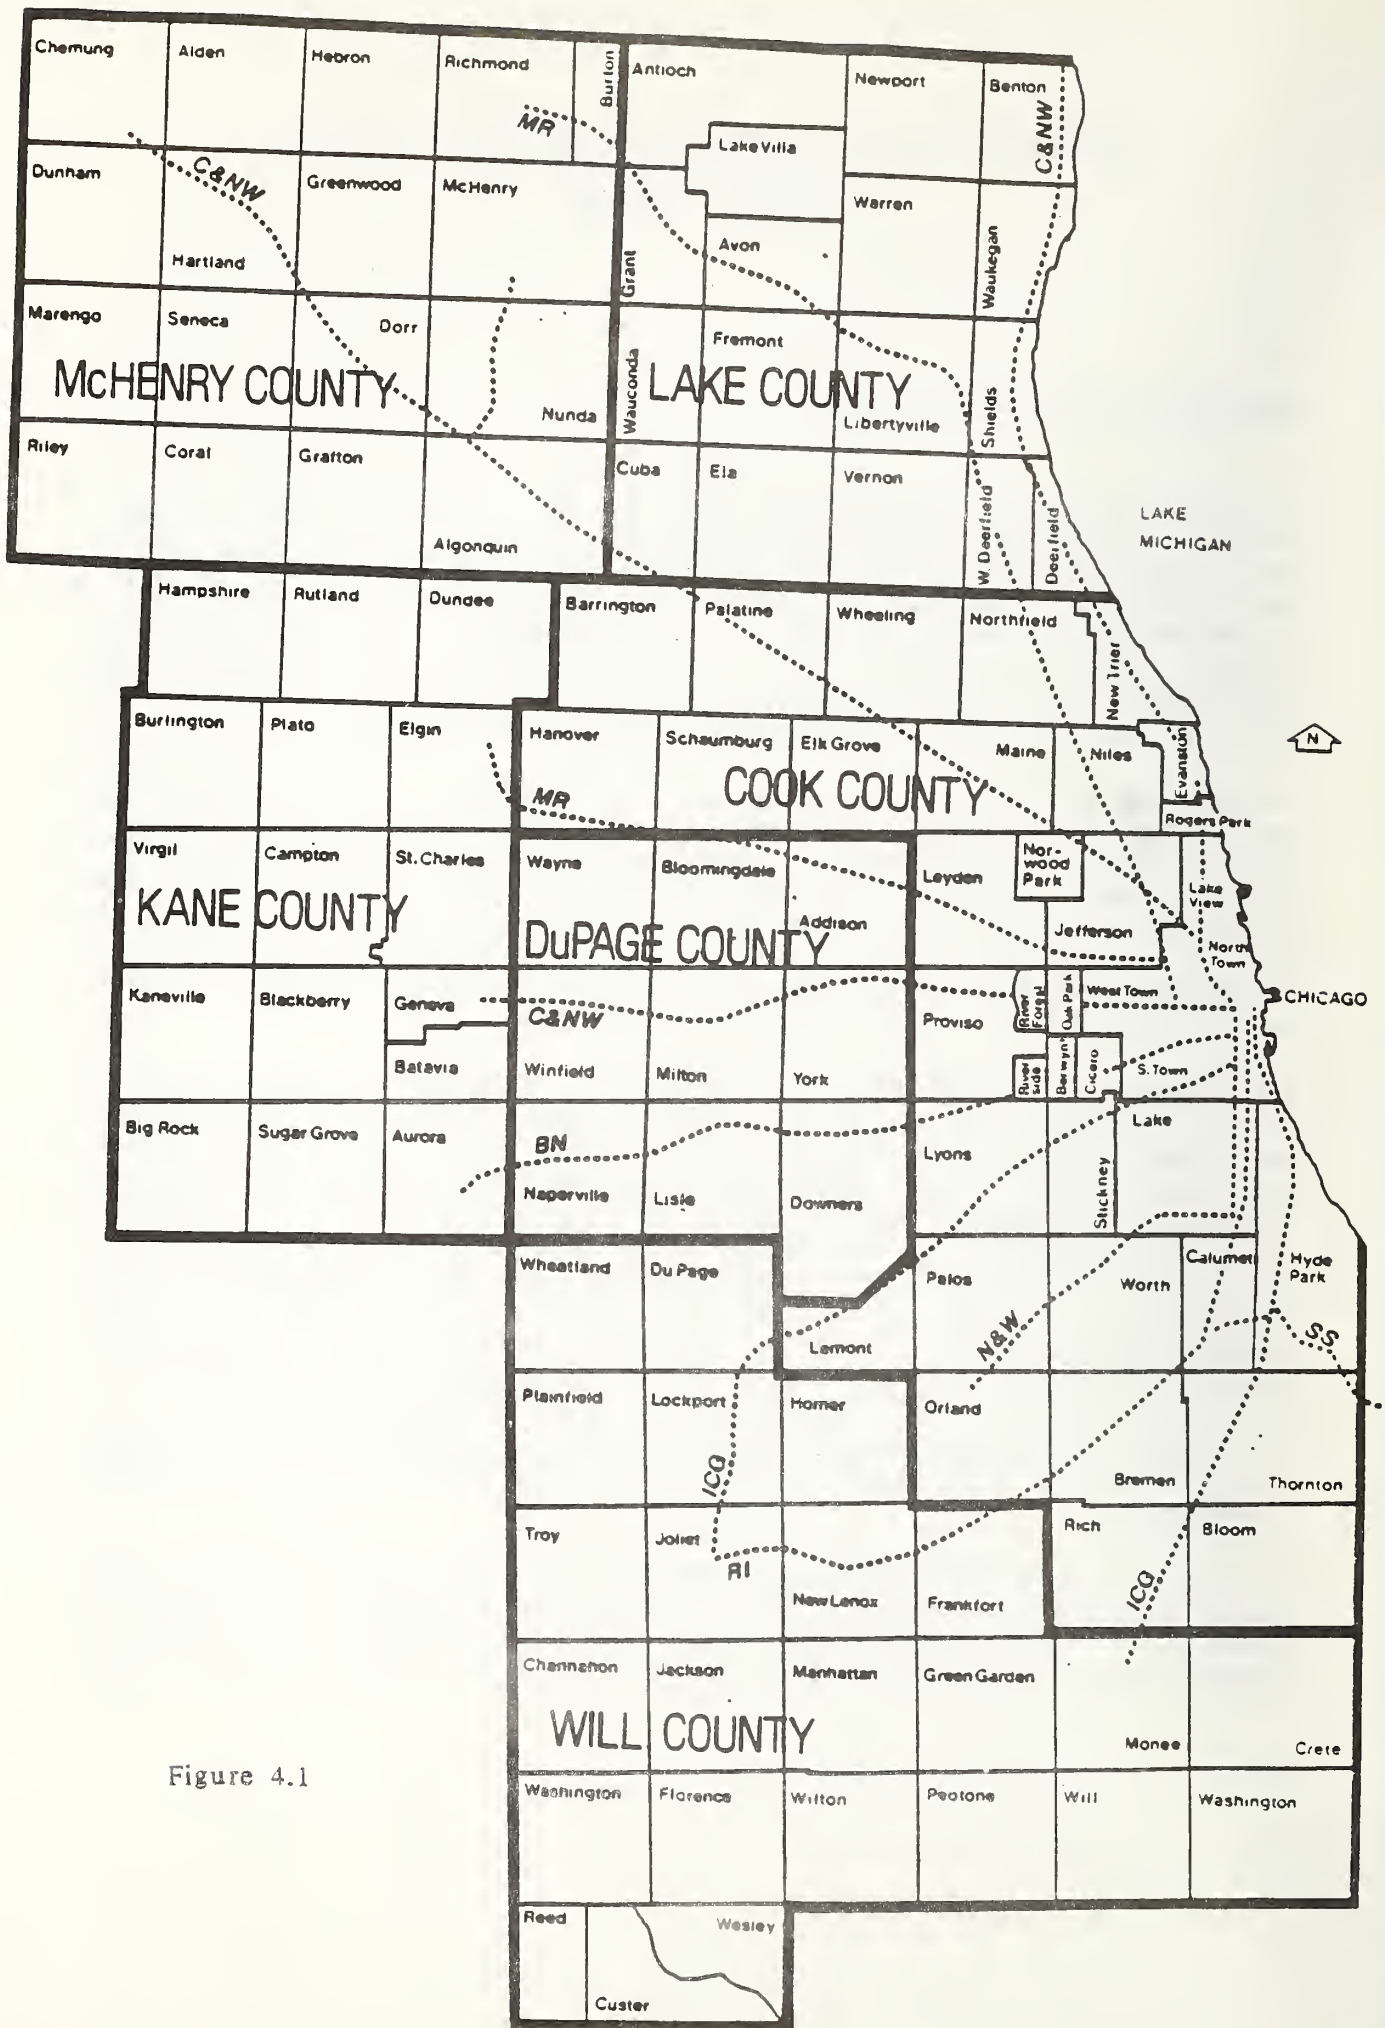 Chemung
Alden
Hebron
Richmond
Burton
Antioch
Newport
Benton
C&NW
MR
Lake Villa
Dunham
C&NW
Greenwood
McHenry
Warren
Hartland
Grant
Avon
Waukegan
Marengo
Seneca
Dorr
Fremont
McHENRY COUNTY
Wauconda
LAKE COUNTY
Nunda
Libertyville
Shields
Riley
Coral
Grafton
Cuba
Ela
Vernon
Algonquin
W. Deerfield
Deerfield
LAKE
MICHIGAN
Hampshire
Rutland
Dundee
Barrington
Palatine
Wheeling
Northfield
New Trier
Burlington
Plato
Elgin
Hanover
Schaumburg
Elk Grove
Maine
Niles
Evanston
N
MR
COOK COUNTY
Rogers Park
Virgil
Campton
St. Charles
Wayne
Bloomingdale
Leyden
Nor-
wood
Park
Lake
View
KANE COUNTY
DuPAGE COUNTY
Addison
Jefferson
North
Town
Kaneville
Blackberry
Geneva
C&NW
Proviso
River
Forest
Oak Park
West Town
CHICAGO
Batavia
Winfield
Milton
York
River
side
Berwyn
Cicero
S. Town
Big Rock
Sugar Grove
Aurora
BN
Lyons
Lake
Naperville
Lisle
Downers
Stickney
Wheatland
Du Page
Palos
Worth
Calumet
Hyde
Park
Lemont
N&W
SS
Plainfield
Lockport
Homer
Orland
ICG
Bremen
Thornton
Troy
Joliet
RI
Rich
Bloom
New Lenox
Frankfort
ICG
Channahon
Jackson
Manhattan
Green Garden
WILL COUNTY
Monee
Crete
Figure 4.1
Washington
Florence
Wilton
Peotone
Will
Washington
Reed
Wesley
Custer